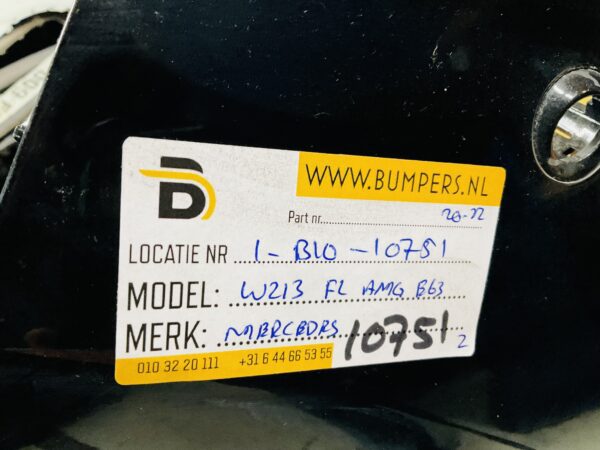 WWW.BUMPERS.NL
Part nr. 20-22
LOCATIE NR 1-B10-10751
MODEL: W213 FL AMG E63
MERK: MERCEDES 10751 2
010 32 20 111 +31 6 44 66 53 55